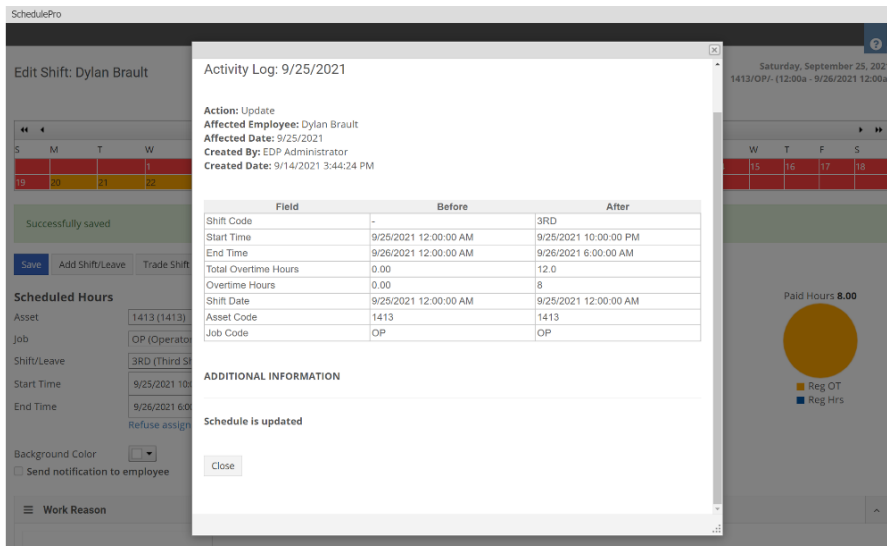 SchedulePro
?
Edit Shift: Dylan Brault
Saturday, September 25, 202
1413/OP/- (12:00a - 9/26/2021 12:00a
Activity Log: 9/25/2021
Action: Update
Affected Employee: Dylan Brault
Affected Date: 9/25/2021
Created By: EDP Administrator
Created Date: 9/14/2021 3:44:24 PM
S M T W W T F S
1 15 16 17 18
19 20 21 22
Successfully saved
Field Before After
Shift Code - 3RD
Start Time 9/25/2021 12:00:00 AM 9/25/2021 10:00:00 PM
End Time 9/26/2021 12:00:00 AM 9/26/2021 6:00:00 AM
Total Overtime Hours 0.00 12.0
Overtime Hours 0.00 8
Shift Date 9/25/2021 12:00:00 AM 9/25/2021 12:00:00 AM
Asset Code 1413 1413
Job Code OP OP
ADDITIONAL INFORMATION
Schedule is updated
Close
Save Add Shift/Leave Trade Shift
Scheduled Hours
Asset 1413 (1413)
Job OP (Operato
Shift/Leave 3RD (Third Sh
Start Time 9/25/2021 10:
End Time 9/26/2021 6:00
Refuse assign
Background Color
Send notification to employee
Work Reason
Paid Hours 8.00
Reg OT
Reg Hrs